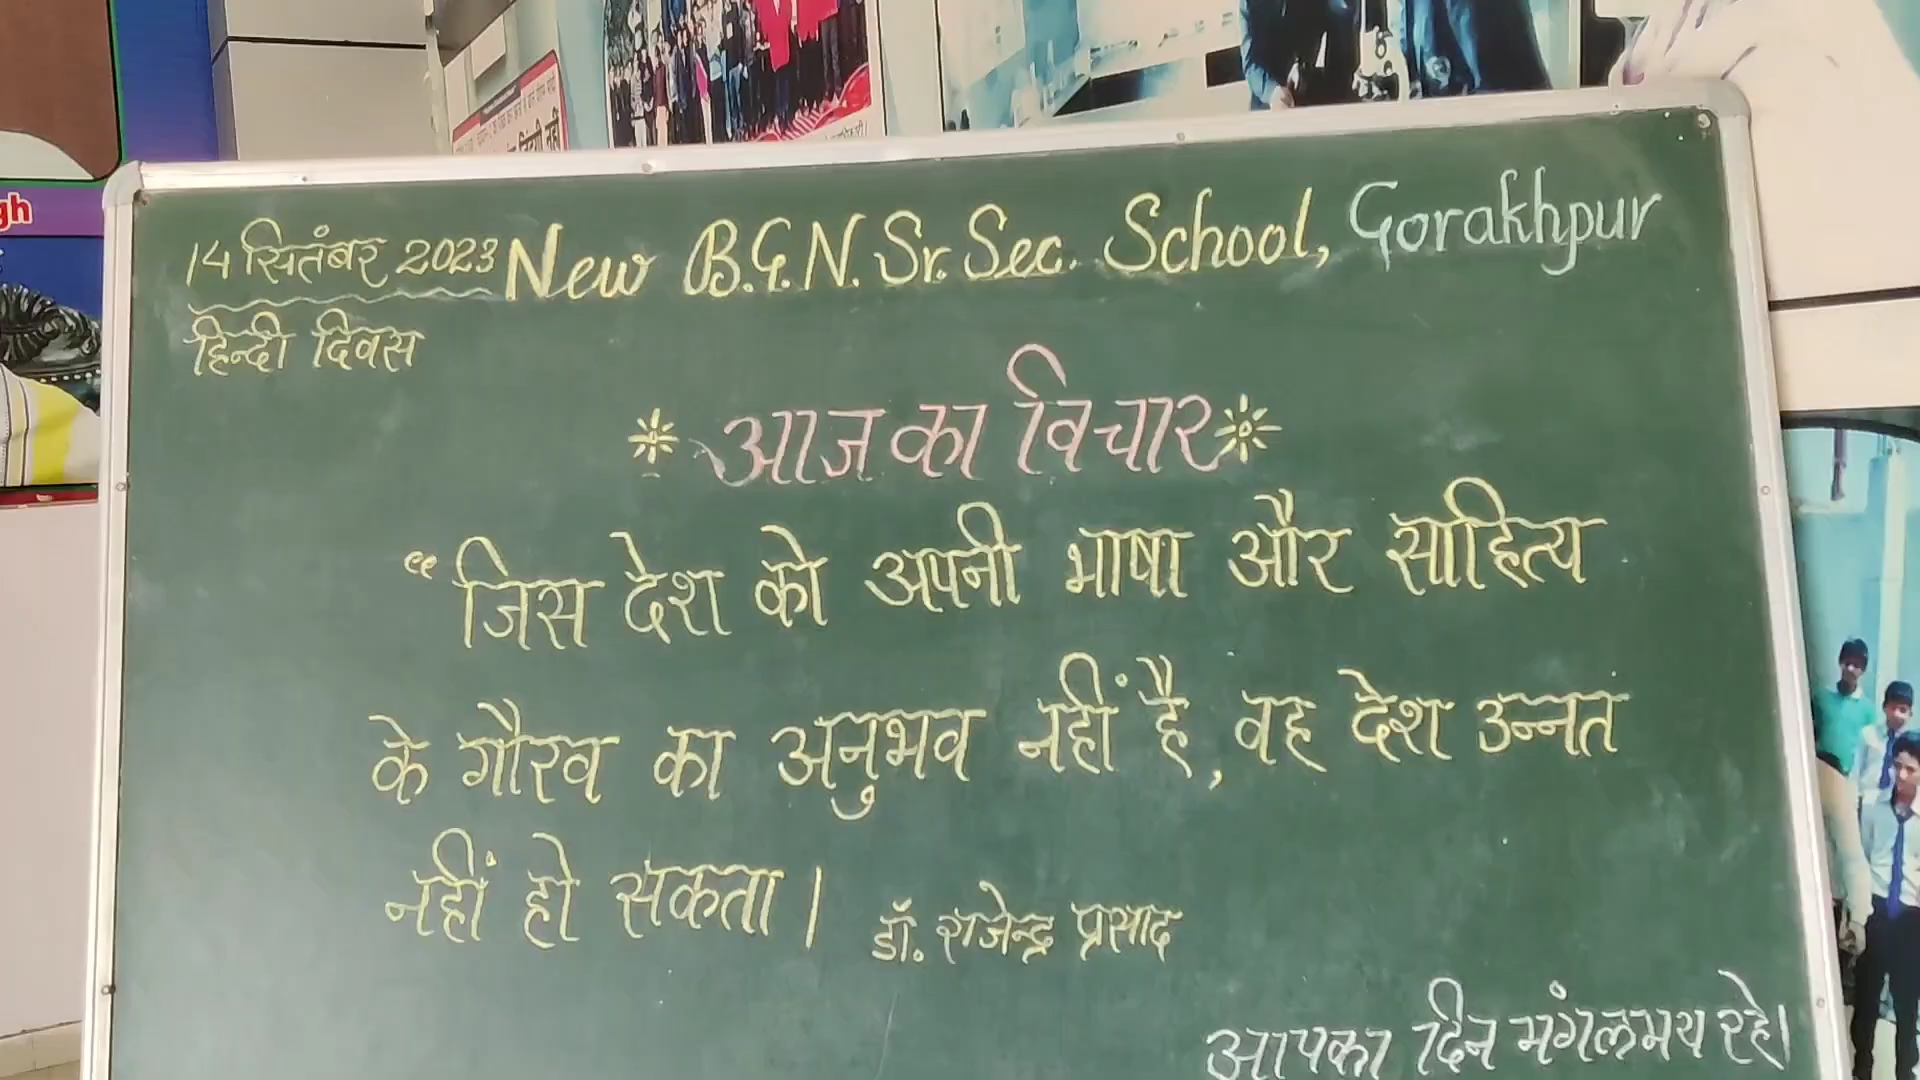 14 सितंबर 2023 New B.G.N. Sr. Sec. School, Gorakhpur
हिन्दी दिवस
आज का विचार
“जिस देश को अपनी भाषा और साहित्य
के गौरव का अनुभव नहीं है, वह देश उन्नत
नहीं हो सकता।
डॉ. राजेन्द्र प्रसाद
आपका दिन मंगलमय रहे।
gh